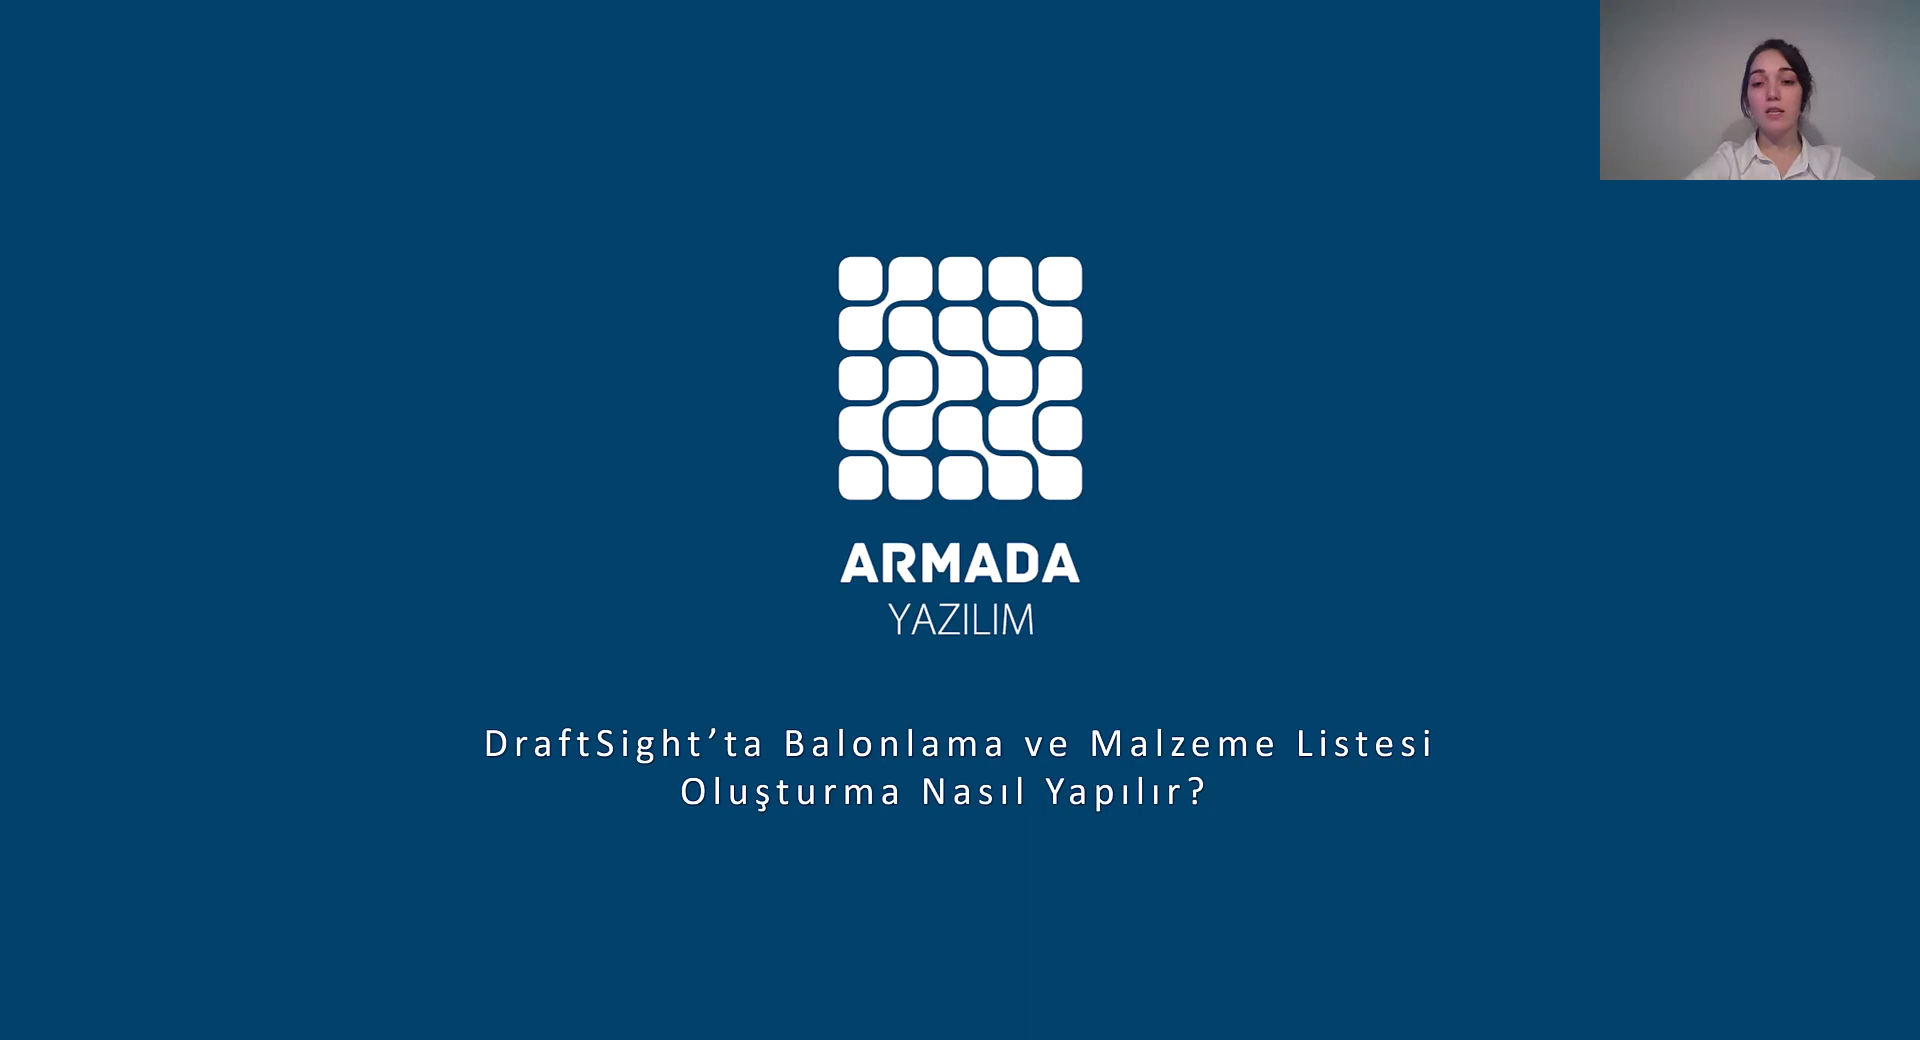 ARMADA
YAZILIM
DraftSight’ta Balonlama ve Malzeme Listesi
Oluşturma Nasıl Yapılır?